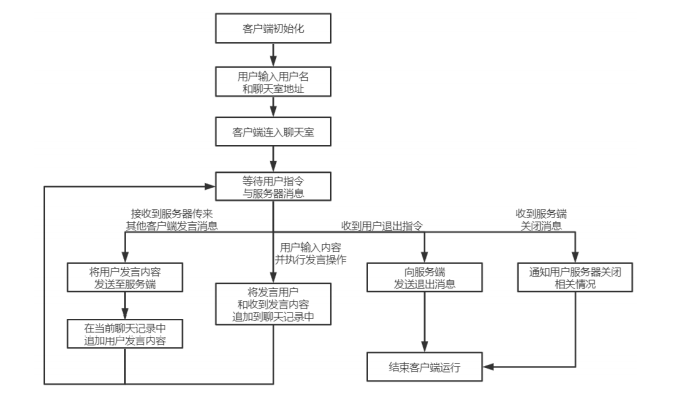 客户端初始化
用户输入用户名
和聊天室地址
客户端连入聊天室
等待用户指令
与服务器消息
接收到服务器传来
其他客户端发言消息
收到用户退出指令
收到服务端
关闭消息
用户输入内容
并执行发言操作
将用户发言内容
发送至服务端
将发言用户
和收到发言内容
追加到聊天记录中
向服务端
发送退出消息
通知用户服务器关闭
相关情况
在当前聊天记录中
追加用户发言内容
结束客户端运行